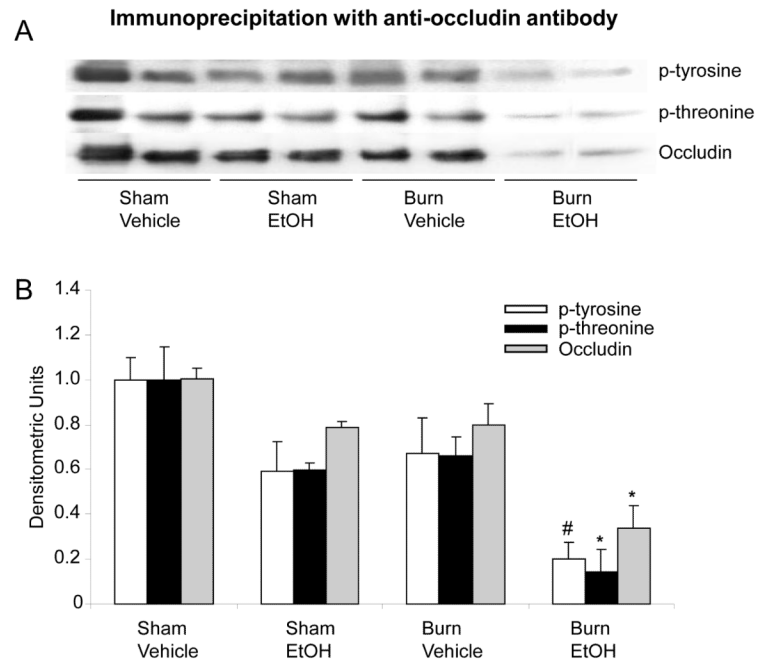 A
Immunoprecipitation with anti-occludin antibody
p-tyrosine
p-threonine
Occludin
Sham Sham Burn Burn
Vehicle EtOH Vehicle EtOH
B
1.4
1.2
1.0
0.8
0.6
0.4
0.2
0
Densitometric Units
p-tyrosine
p-threonine
Occludin
# * *
Sham Sham Burn Burn
Vehicle EtOH Vehicle EtOH